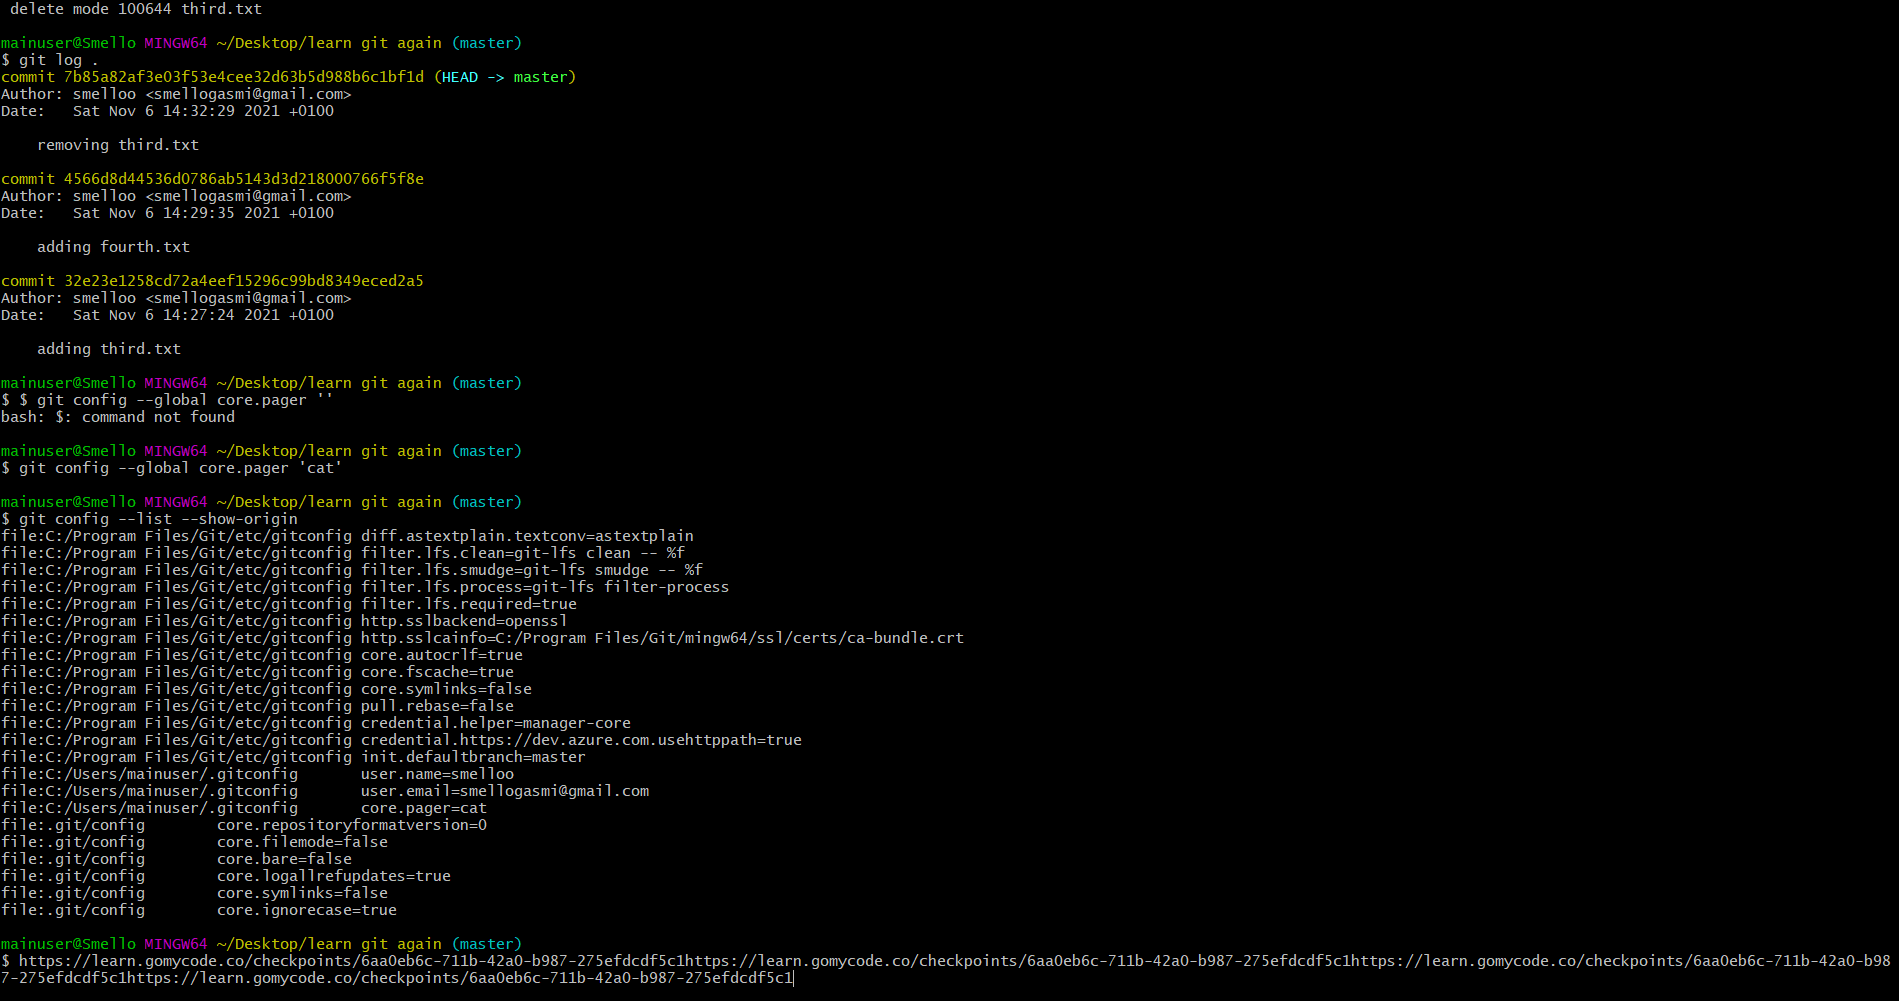 delete mode 100644 third.txt
mainuser@Smello MINGW64 ~/Desktop/learn git again (master)
$ git log .
commit 7b85a82af3e03f53e4cee32d63b5d988b6c1bf1d (HEAD -> master)
Author: smelloo <smellogasmi@gmail.com>
Date:   Sat Nov 6 14:32:29 2021 +0100
removing third.txt
commit 4566d8d44536d0786ab5143d3d218000766f5f8e
Author: smelloo <smellogasmi@gmail.com>
Date:   Sat Nov 6 14:29:35 2021 +0100
adding fourth.txt
commit 32e23e1258cd72a4eef15296c99bd8349eced2a5
Author: smelloo <smellogasmi@gmail.com>
Date:   Sat Nov 6 14:27:24 2021 +0100
adding third.txt
mainuser@Smello MINGW64 ~/Desktop/learn git again (master)
$ $ git config --global core.pager ''
bash: $: command not found
mainuser@Smello MINGW64 ~/Desktop/learn git again (master)
$ git config --global core.pager 'cat'
mainuser@Smello MINGW64 ~/Desktop/learn git again (master)
$ git config --list --show-origin
file:C:/Program Files/Git/etc/gitconfig diff.astextplain.textconv=astextplain
file:C:/Program Files/Git/etc/gitconfig filter.lfs.clean=git-lfs clean -- %f
file:C:/Program Files/Git/etc/gitconfig filter.lfs.smudge=git-lfs smudge -- %f
file:C:/Program Files/Git/etc/gitconfig filter.lfs.process=git-lfs filter-process
file:C:/Program Files/Git/etc/gitconfig filter.lfs.required=true
file:C:/Program Files/Git/etc/gitconfig http.sslbackend=openssl
file:C:/Program Files/Git/etc/gitconfig http.sslcainfo=C:/Program Files/Git/mingw64/ssl/certs/ca-bundle.crt
file:C:/Program Files/Git/etc/gitconfig core.autocrlf=true
file:C:/Program Files/Git/etc/gitconfig core.fscache=true
file:C:/Program Files/Git/etc/gitconfig core.symlinks=false
file:C:/Program Files/Git/etc/gitconfig pull.rebase=false
file:C:/Program Files/Git/etc/gitconfig credential.helper=manager-core
file:C:/Program Files/Git/etc/gitconfig credential.https://dev.azure.com.usehttppath=true
file:C:/Program Files/Git/etc/gitconfig init.defaultbranch=master
file:C:/Users/mainuser/.gitconfig       user.name=smelloo
file:C:/Users/mainuser/.gitconfig       user.email=smellogasmi@gmail.com
file:C:/Users/mainuser/.gitconfig       core.pager=cat
file:.git/config        core.repositoryformatversion=0
file:.git/config        core.filemode=false
file:.git/config        core.bare=false
file:.git/config        core.logallrefupdates=true
file:.git/config        core.symlinks=false
file:.git/config        core.ignorecase=true
mainuser@Smello MINGW64 ~/Desktop/learn git again (master)
$ https://learn.gomycode.co/checkpoints/6aa0eb6c-711b-42a0-b987-275efdcdf5c1https://learn.gomycode.co/checkpoints/6aa0eb6c-711b-42a0-b987-275efdcdf5c1https://learn.gomycode.co/checkpoints/6aa0eb6c-711b-42a0-b98
7-275efdcdf5c1https://learn.gomycode.co/checkpoints/6aa0eb6c-711b-42a0-b987-275efdcdf5c1